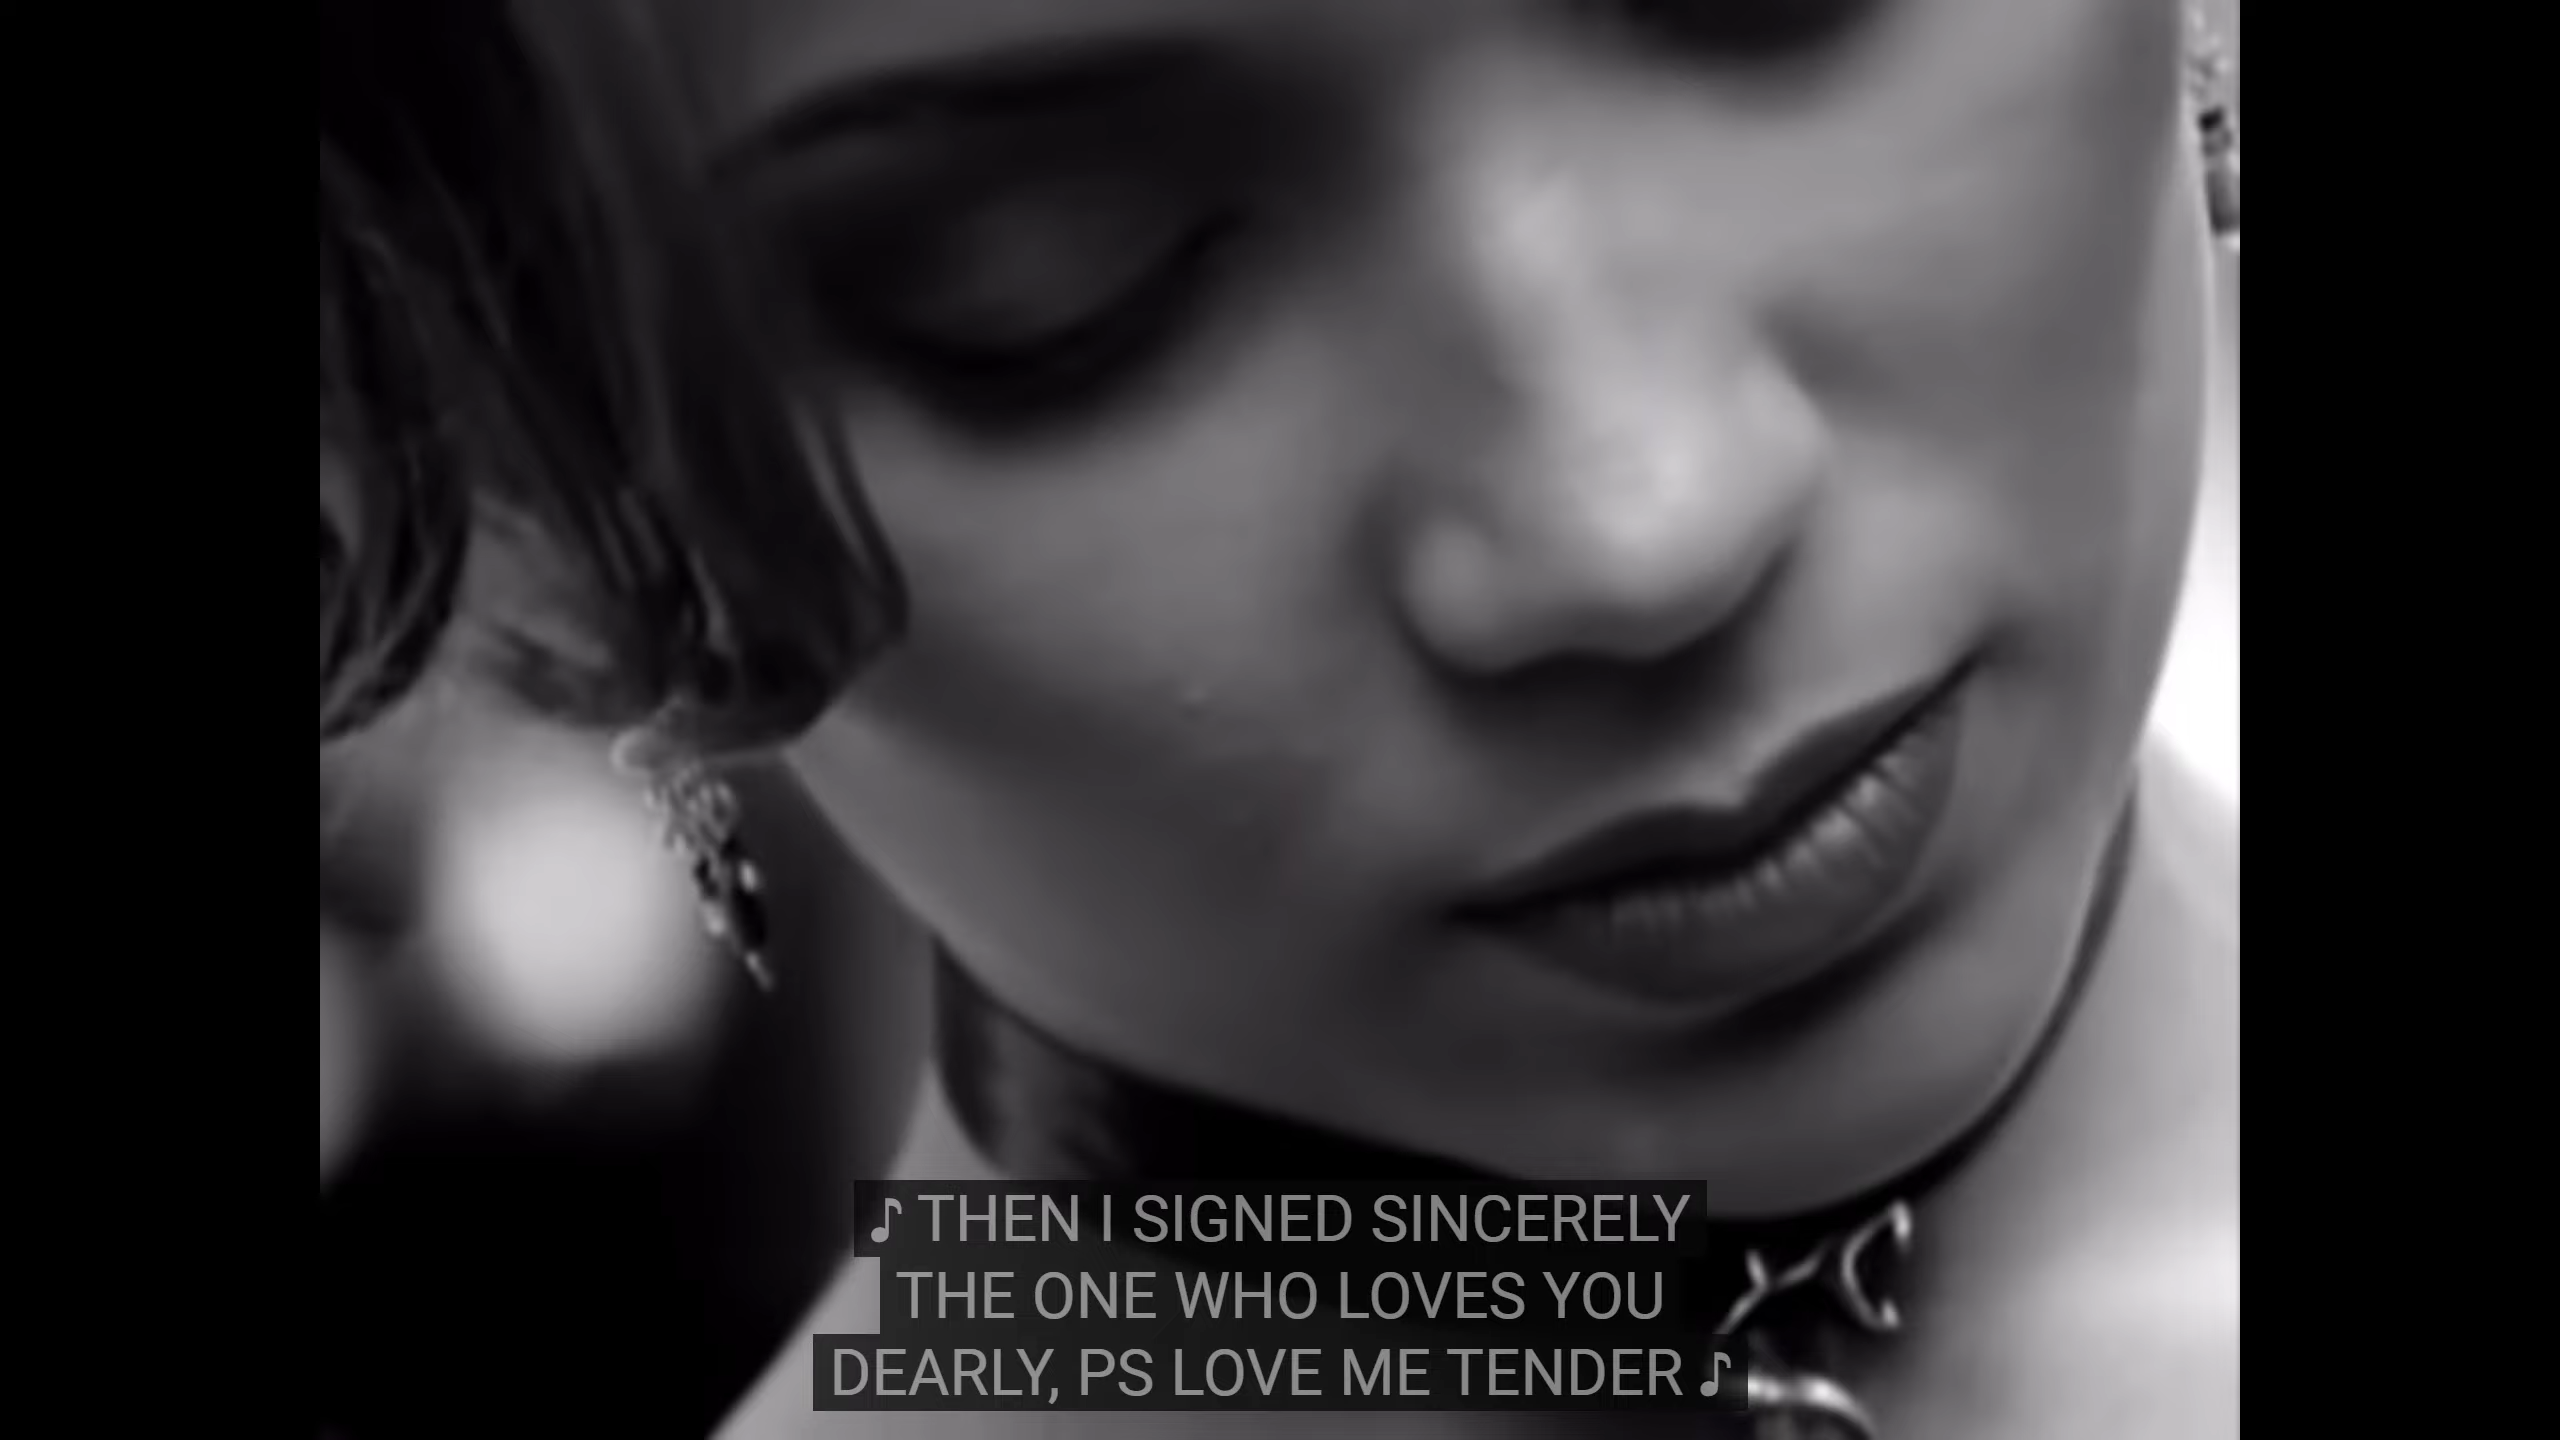 ♪ THEN I SIGNED SINCERELY
THE ONE WHO LOVES YOU
DEARLY, PS LOVE ME TENDER ♪